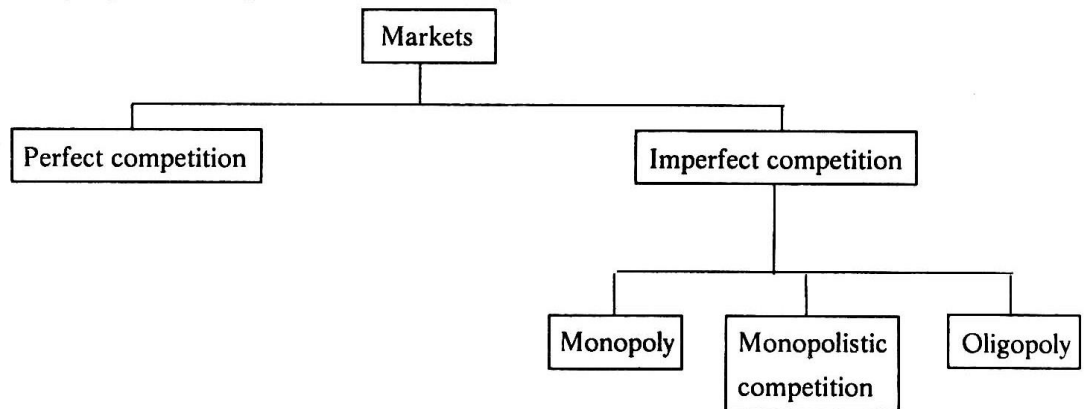 Markets
Perfect competition
Imperfect competition
Monopoly
Monopolistic
competition
Oligopoly